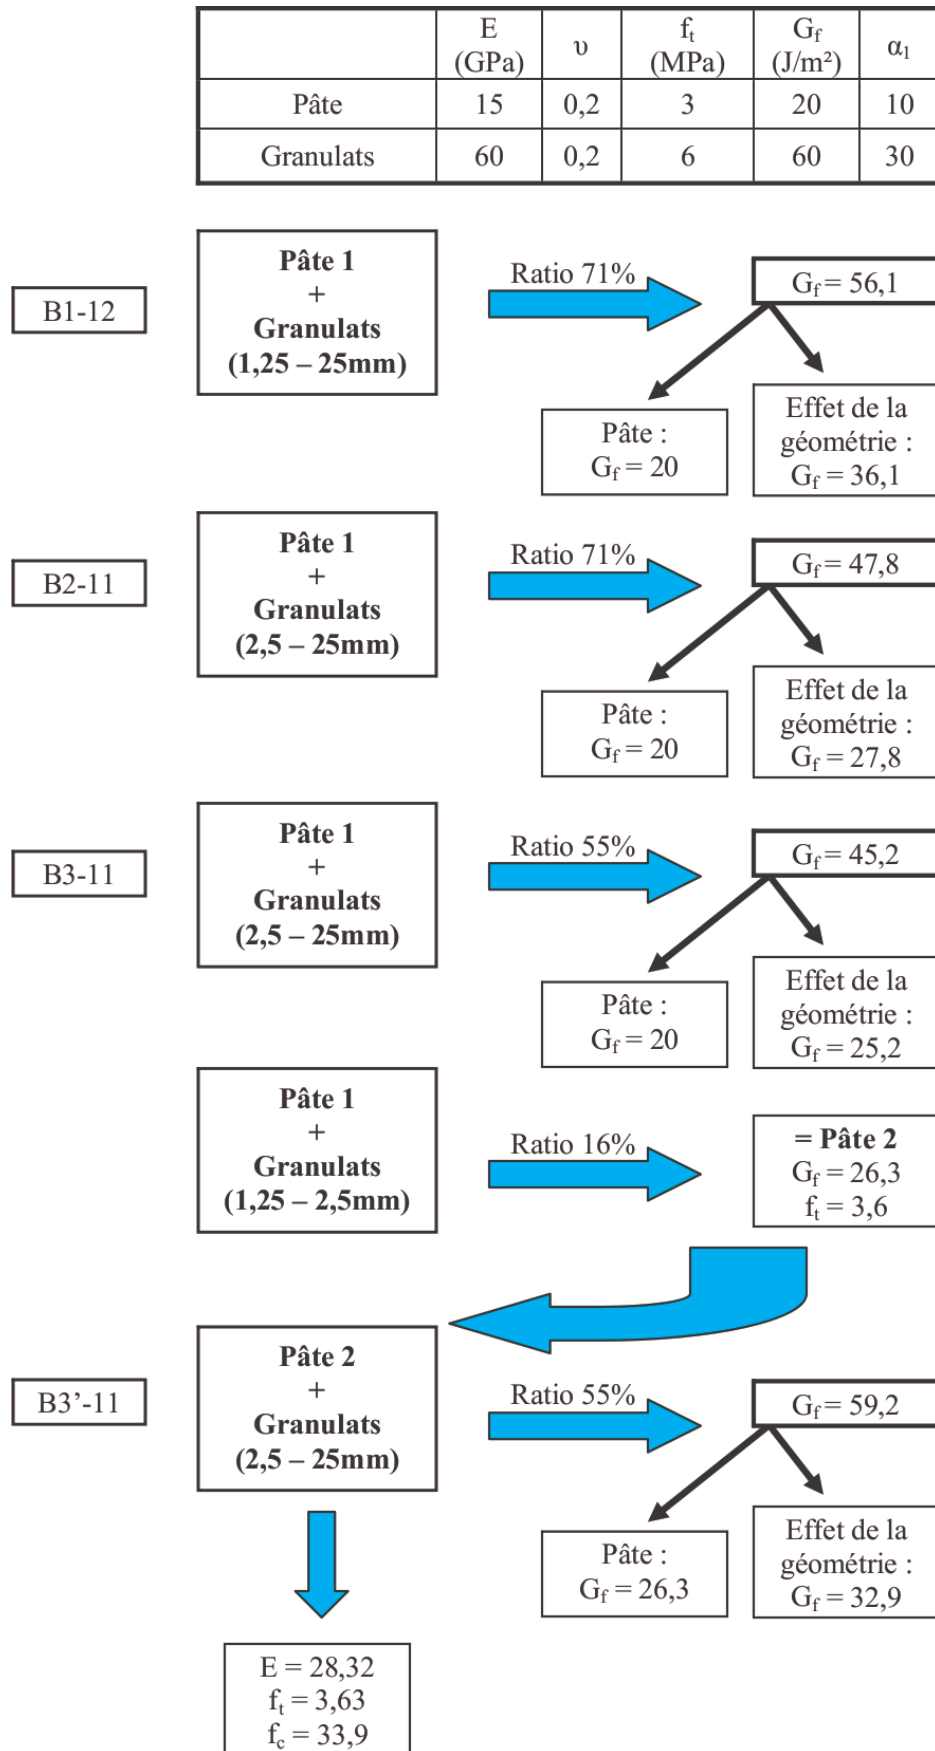 E (GPa) υ f_t (MPa) G_f (J/m²) α_l
Pâte 15 0,2 3 20 10
Granulats 60 0,2 6 60 30
B1-12
Pâte 1
+
Granulats
(1,25 – 25mm)
Ratio 71%
G_f = 56,1
Pâte :
G_f = 20
Effet de la
géométrie :
G_f = 36,1
B2-11
Pâte 1
+
Granulats
(2,5 – 25mm)
Ratio 71%
G_f = 47,8
Pâte :
G_f = 20
Effet de la
géométrie :
G_f = 27,8
B3-11
Pâte 1
+
Granulats
(2,5 – 25mm)
Ratio 55%
G_f = 45,2
Pâte :
G_f = 20
Effet de la
géométrie :
G_f = 25,2
Pâte 1
+
Granulats
(1,25 – 2,5mm)
Ratio 16%
= Pâte 2
G_f = 26,3
f_t = 3,6
B3’-11
Pâte 2
+
Granulats
(2,5 – 25mm)
Ratio 55%
G_f = 59,2
Pâte :
G_f = 26,3
Effet de la
géométrie :
G_f = 32,9
E = 28,32
f_t = 3,63
f_c = 33,9